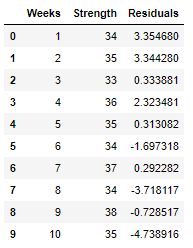 Weeks Strength Residuals
0 1 34 3.354680
1 2 35 3.344280
2 3 33 0.333881
3 4 36 2.323481
4 5 35 0.313082
5 6 34 -1.697318
6 7 37 0.292282
7 8 34 -3.718117
8 9 38 -0.728517
9 10 35 -4.738916